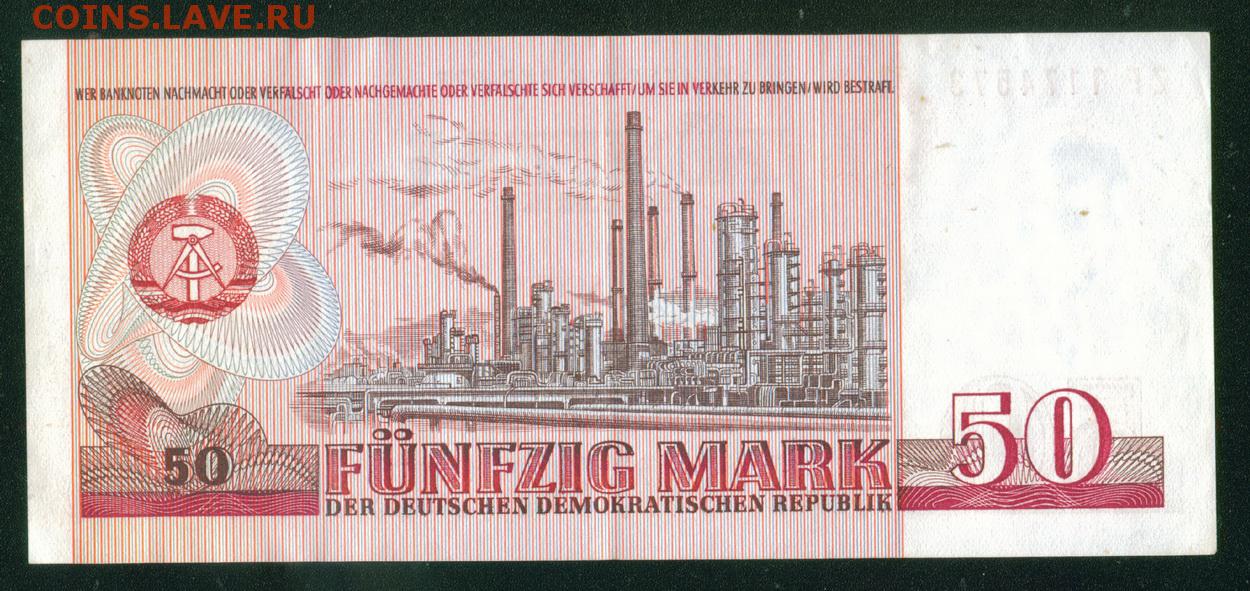 COINS.LAVE.RU
WER BANKNOTEN NACHMACHT ODER VERFÄLSCHT ODER NACHGEMACHTE ODER VERFÄLSCHTE SICH VERSCHAFFT/UM SIE IN VERKEHR ZU BRINGEN/WIRD BESTRAFT.
50
FÜNFZIG MARK
DER DEUTSCHEN DEMOKRATISCHEN REPUBLIK
50